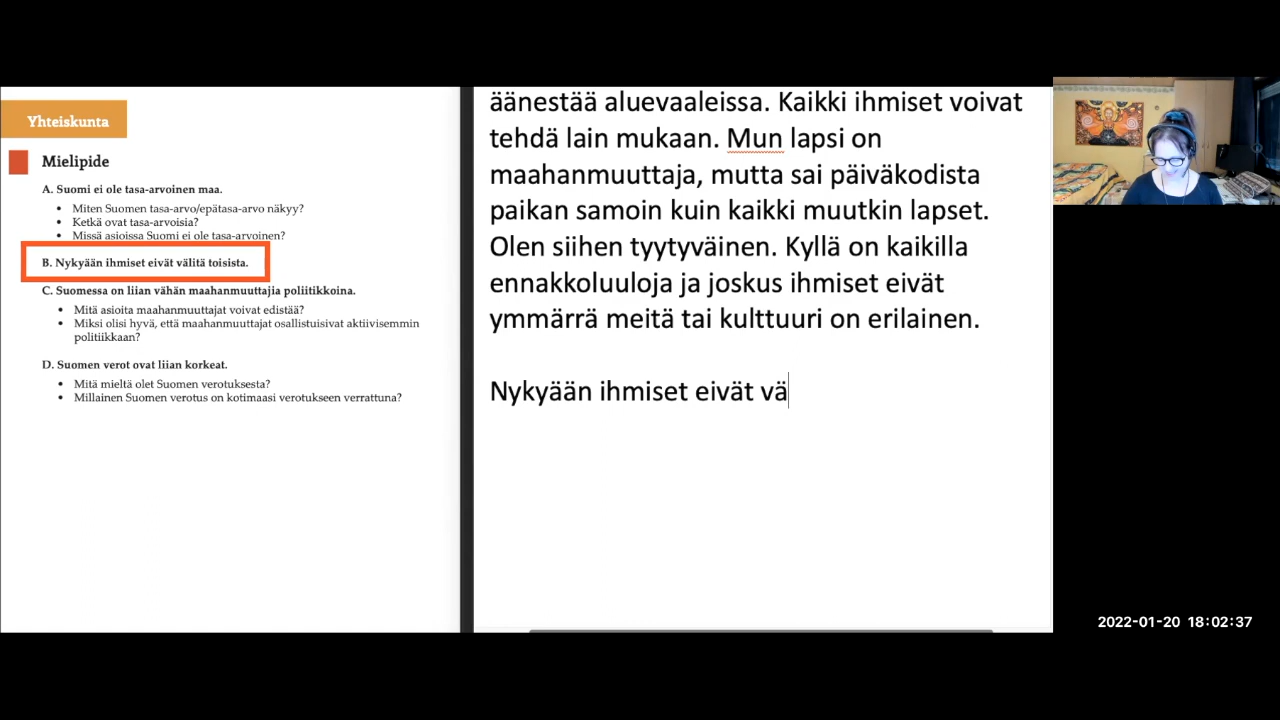 Yhteiskunta
Mielipide
A. Suomi ei ole tasa-arvoinen maa.
• Miten Suomen tasa-arvo/epätasa-arvo näkyy?
• Ketkä ovat tasa-arvoisia?
• Missä asioissa Suomi ei ole tasa-arvoinen?
B. Nykyään ihmiset eivät välitä toisista.
C. Suomessa on liian vähän maahanmuuttajia poliitikkoina.
• Mitä asioita maahanmuuttajat voivat edistää?
• Miksi olisi hyvä, että maahanmuuttajat osallistuisivat aktiivisemmin
politiikkaan?
D. Suomen verot ovat liian korkeat.
• Mitä mieltä olet Suomen verotuksesta?
• Millainen Suomen verotus on kotimaasi verotukseen verrattuna?
äänestää aluevaaleissa. Kaikki ihmiset voivat
tehdä lain mukaan. Mun lapsi on
maahanmuuttaja, mutta sai päiväkodista
paikan samoin kuin kaikki muutkin lapset.
Olen siihen tyytyväinen. Kyllä on kaikilla
ennakkoluuloja ja joskus ihmiset eivät
ymmärrä meitä tai kulttuuri on erilainen.
Nykyään ihmiset eivät vä
2022-01-20 18:02:37